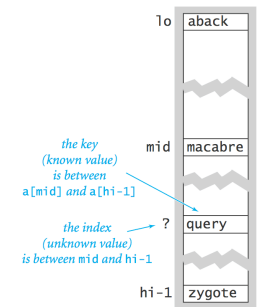 lo aback
the key
(known value)
is between
a[mid] and a[hi-1]
mid macabre
the index
(unknown value)
is between mid and hi-1
? query
hi-1 zygote